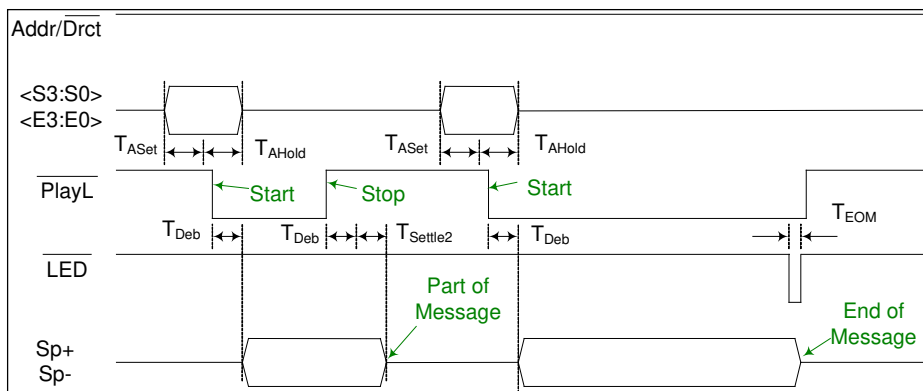 Addr/Drct
<S3:S0>
<E3:E0>
TASet
TAHold
TASet
TAHold
PlayL
Start
Stop
Start
TDeb
TDeb
TSettle2
TDeb
TEOM
LED
Part of
Message
End of
Message
Sp+
Sp-